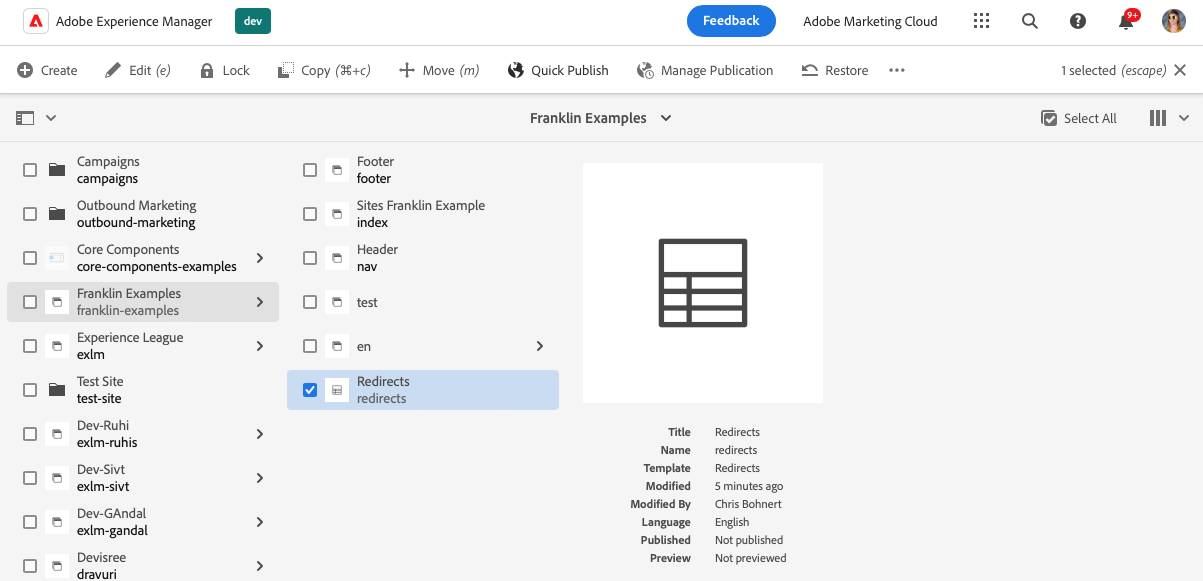 Adobe Experience Manager dev Feedback Adobe Marketing Cloud 9+
Create Edit (e) Lock Copy (⌘+c) Move (m) Quick Publish Manage Publication Restore 1 selected (escape)
Franklin Examples Select All
Campaigns
campaigns
Outbound Marketing
outbound-marketing
Core Components
core-components-examples
Franklin Examples
franklin-examples
Experience League
exlm
Test Site
test-site
Dev-Ruhi
exlm-ruhis
Dev-Sivt
exlm-sivt
Dev-GAndal
exlm-gandal
Devisree
dravuri
Footer
footer
Sites Franklin Example
index
Header
nav
test
en
Redirects
redirects
Title Redirects
Name redirects
Template Redirects
Modified 5 minutes ago
Modified By Chris Bohnert
Language English
Published Not published
Preview Not previewed